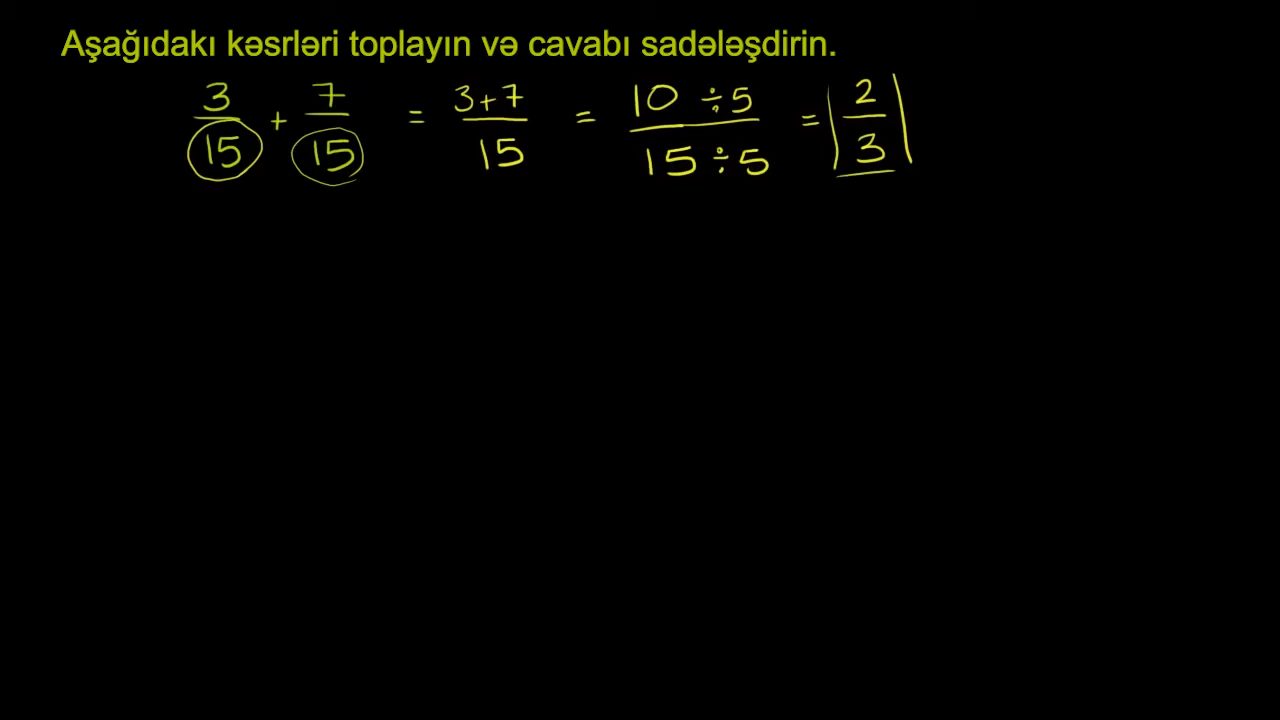 Aşağıdakı kəsrləri toplayın və cavabı sadələşdirin.
3/15 + 7/15 = 3+7/15 = 10÷5/15÷5 = 2/3